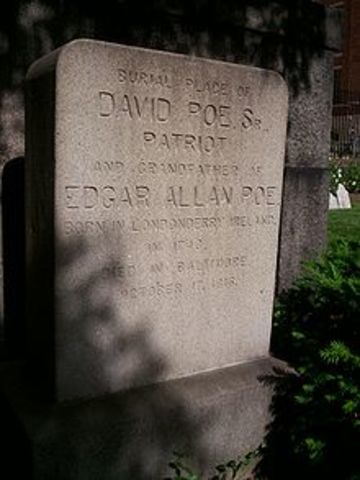 BURIAL PLACE OF
DAVID POE Sr.,
PATRIOT
AND GRANDFATHER OF
EDGAR ALLAN POE.
BORN IN LONDONDERRY IRELAND,
IN
DIED IN BALTIMORE
OCTOBER 17, 1816.